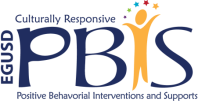 Culturally Responsive
EGUSD
PBIS
Positive Behavioral Interventions and Supports